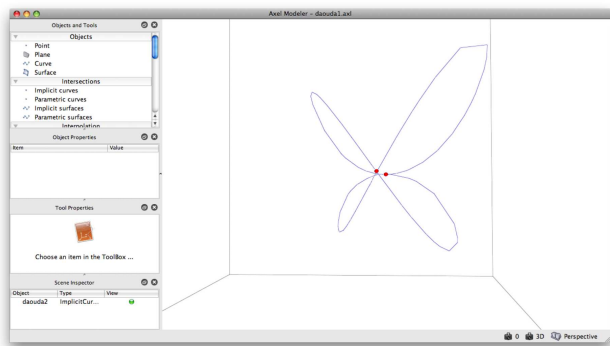 Axel Modeler - daouda1.axl
Objects and Tools
Objects
Point
Plane
Curve
Surface
Intersections
Implicit curves
Parametric curves
Implicit surfaces
Parametric surfaces
Interpolation
Object Properties
Item Value
Tool Properties
Choose an item in the ToolBox ...
Scene Inspector
Object Type View
daouda2 ImplicitCur...
0 3D Perspective